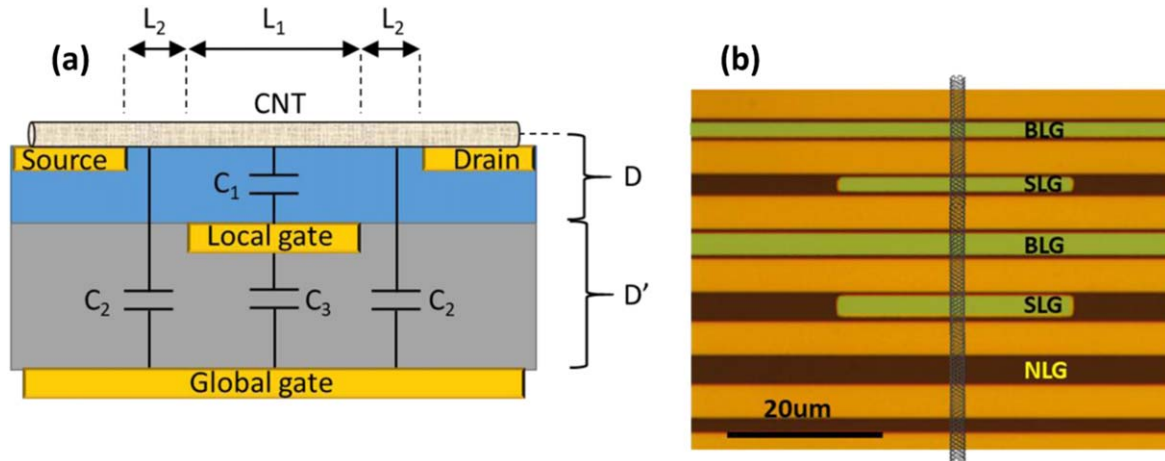 (a)
L2 L1 L2
CNT
Source
Drain
C1
D
Local gate
C2
C3
C2
D’
Global gate
(b)
BLG
SLG
BLG
SLG
NLG
20um